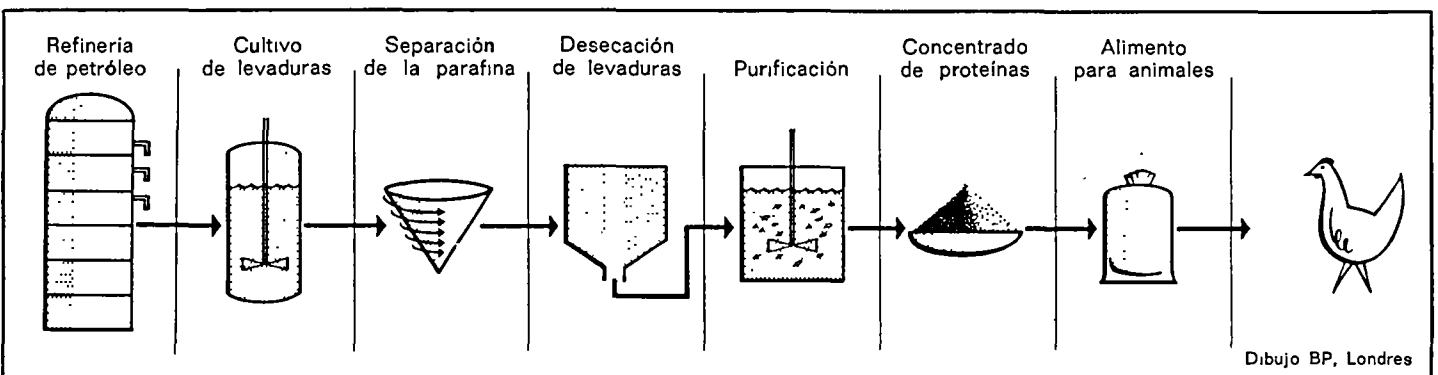 Refinería
de petróleo
Cultivo
de levaduras
Separación
de la parafina
Desecación
de levaduras
Purificación
Concentrado
de proteínas
Alimento
para animales
Dibujo BP, Londres